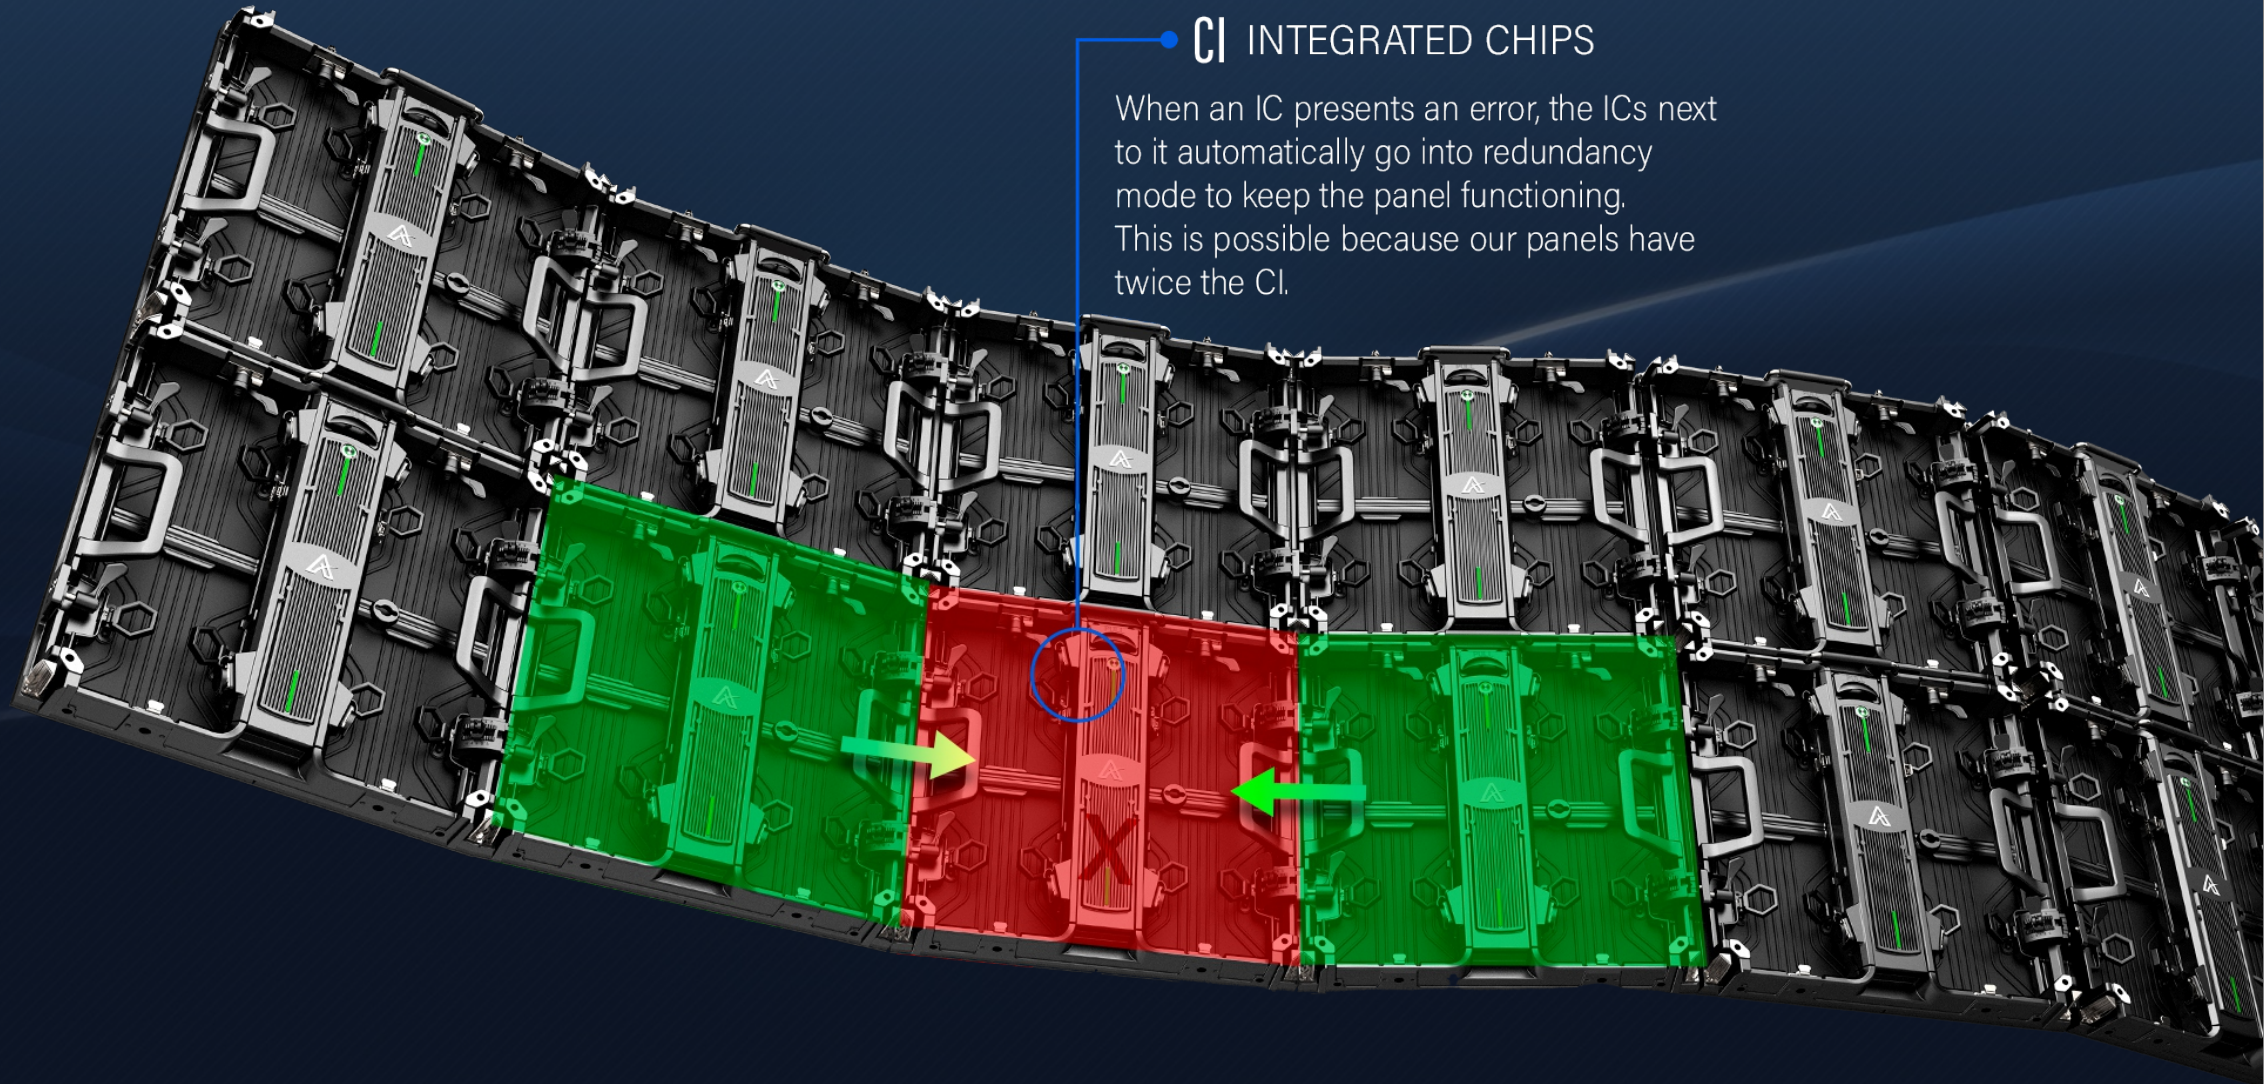 CI INTEGRATED CHIPS
When an IC presents an error, the ICs next
to it automatically go into redundancy
mode to keep the panel functioning.
This is possible because our panels have
twice the CI.
X